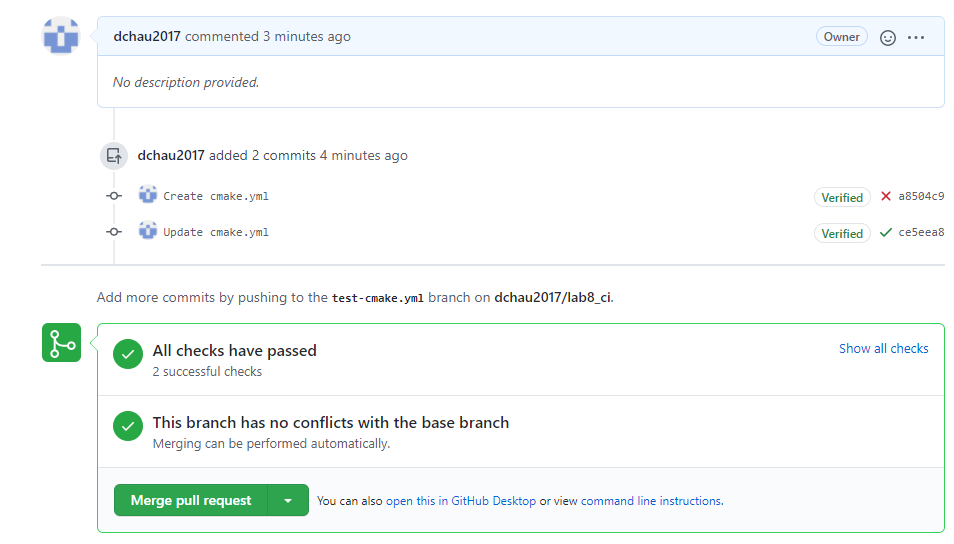 dchau2017 commented 3 minutes ago Owner
No description provided.
dchau2017 added 2 commits 4 minutes ago
Create cmake.yml Verified a8504c9
Update cmake.yml Verified ce5eea8
Add more commits by pushing to the test-cmake.yml branch on dchau2017/lab8_ci.
All checks have passed Show all checks
2 successful checks
This branch has no conflicts with the base branch
Merging can be performed automatically.
Merge pull request You can also open this in GitHub Desktop or view command line instructions.